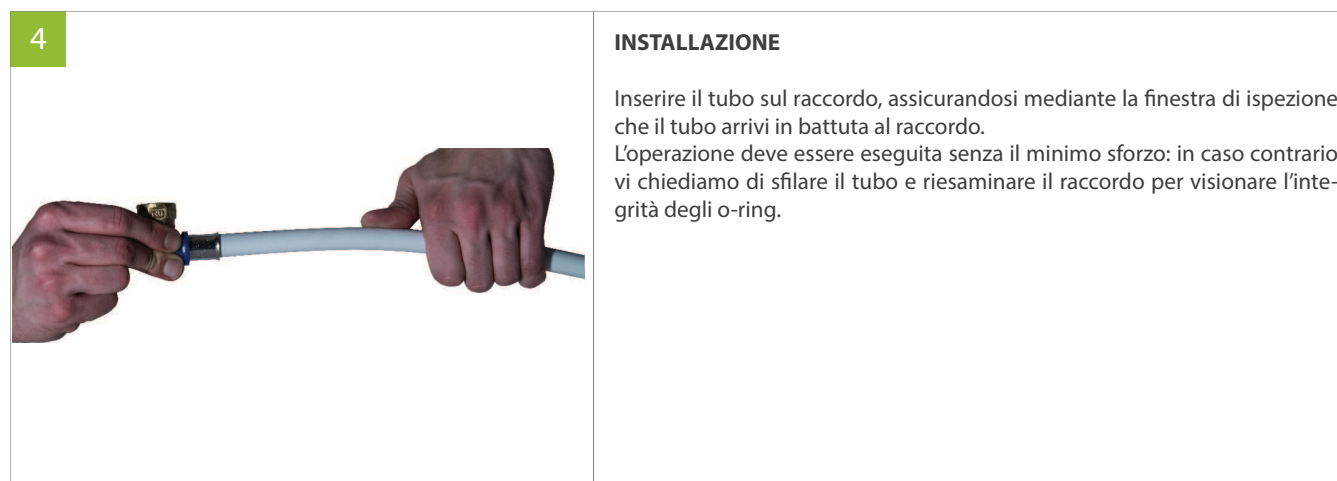 4
INSTALLAZIONE
Inserire il tubo sul raccordo, assicurandosi mediante la finestra di ispezione
che il tubo arrivi in battuta al raccordo.
L’operazione deve essere eseguita senza il minimo sforzo: in caso contrario
vi chiediamo di sfilare il tubo e riesaminare il raccordo per visionare l’inte-
grità degli o-ring.